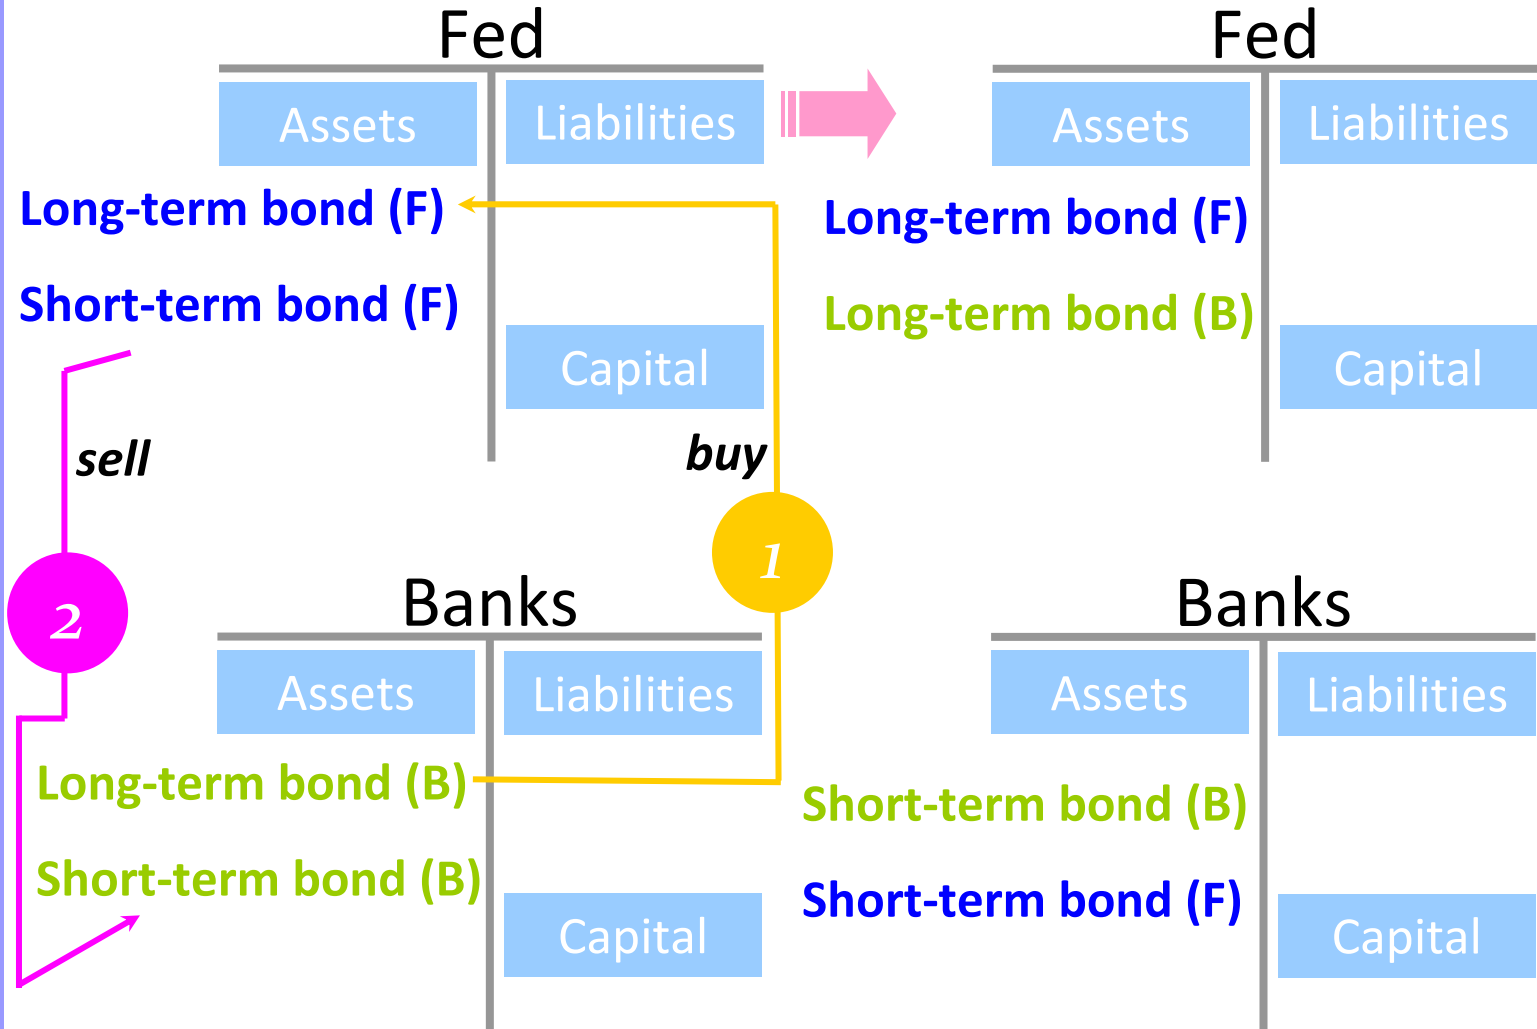 Fed
Assets
Liabilities
Long-term bond (F)
Short-term bond (F)
Capital
sell
buy
1
2
Banks
Assets
Liabilities
Long-term bond (B)
Short-term bond (B)
Capital
Fed
Assets
Liabilities
Long-term bond (F)
Long-term bond (B)
Capital
Banks
Assets
Liabilities
Short-term bond (B)
Short-term bond (F)
Capital